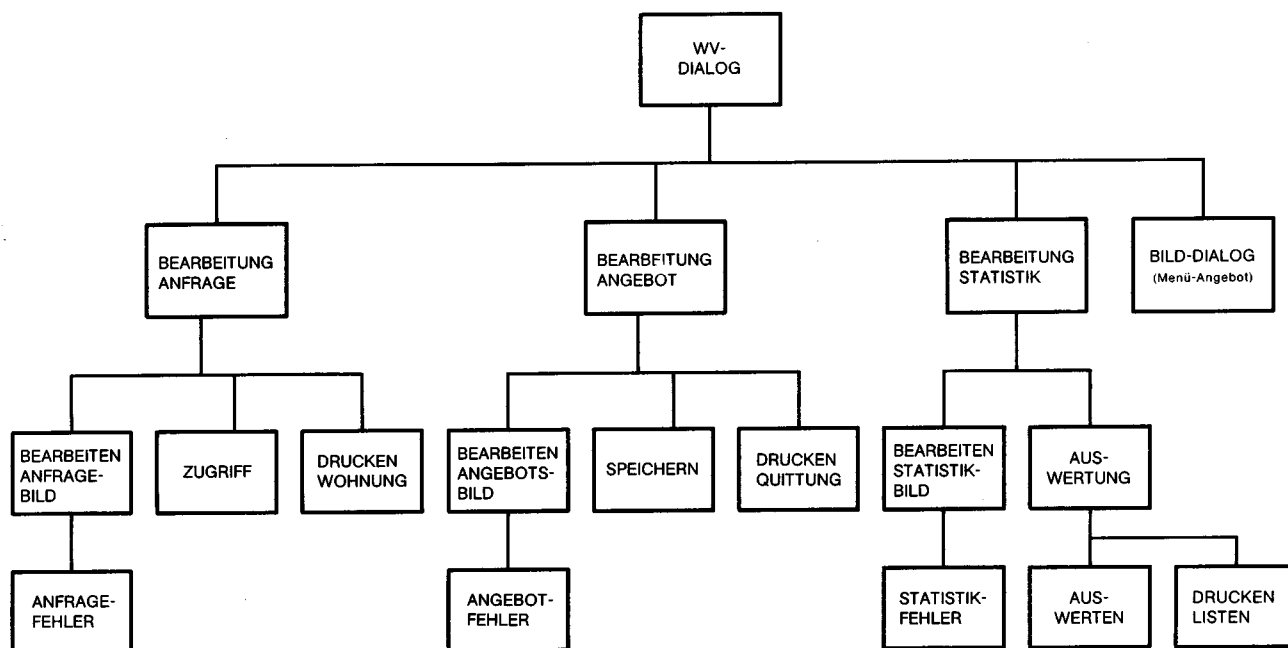 WV-
DIALOG
BEARBEITUNG
ANFRAGE
BEARBEITUNG
ANGEBOT
BEARBEITUNG
STATISTIK
BILD-DIALOG
(Menü-Angebot)
BEARBEITEN
ANFRAGE-
BILD
ZUGRIFF
DRUCKEN
WOHNUNG
BEARBEITEN
ANGEBOTS-
BILD
SPEICHERN
DRUCKEN
QUITTUNG
BEARBEITEN
STATISTIK-
BILD
AUS-
WERTUNG
ANFRAGE-
FEHLER
ANGEBOT-
FEHLER
STATISTIK-
FEHLER
AUS-
WERTEN
DRUCKEN
LISTEN